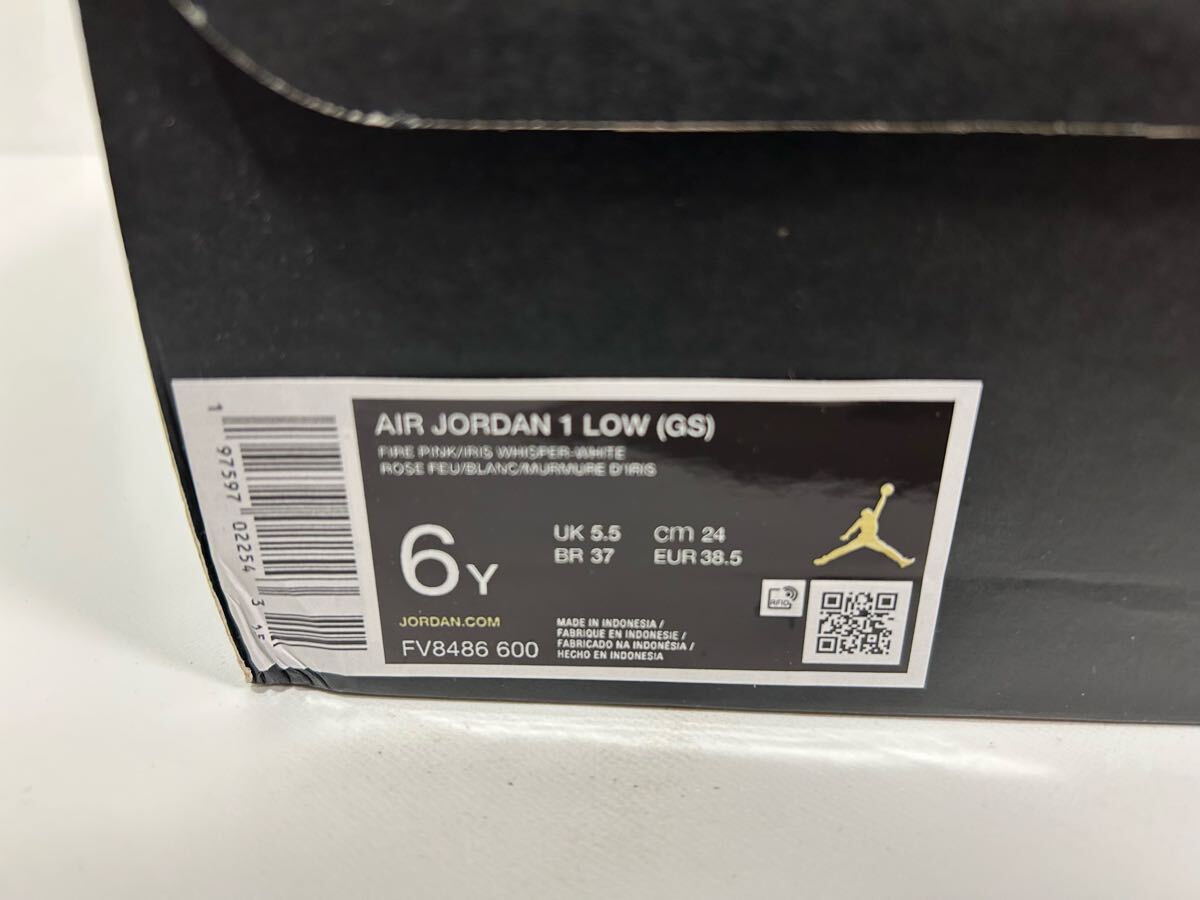 AIR JORDAN 1 LOW (GS)
FIRE PINK/IRIS WHISPER-WHITE
ROSE FEU/BLANC/MURMURE D'IRIS
6Y
UK 5.5 cm 24
BR 37 EUR 38.5
JORDAN.COM
FV8486 600
MADE IN INDONESIA /
FABRIQUE EN INDONESIE /
FABRICADO NA INDONÉSIA /
HECHO EN INDONESIA
RFID
1 97597 02254 3